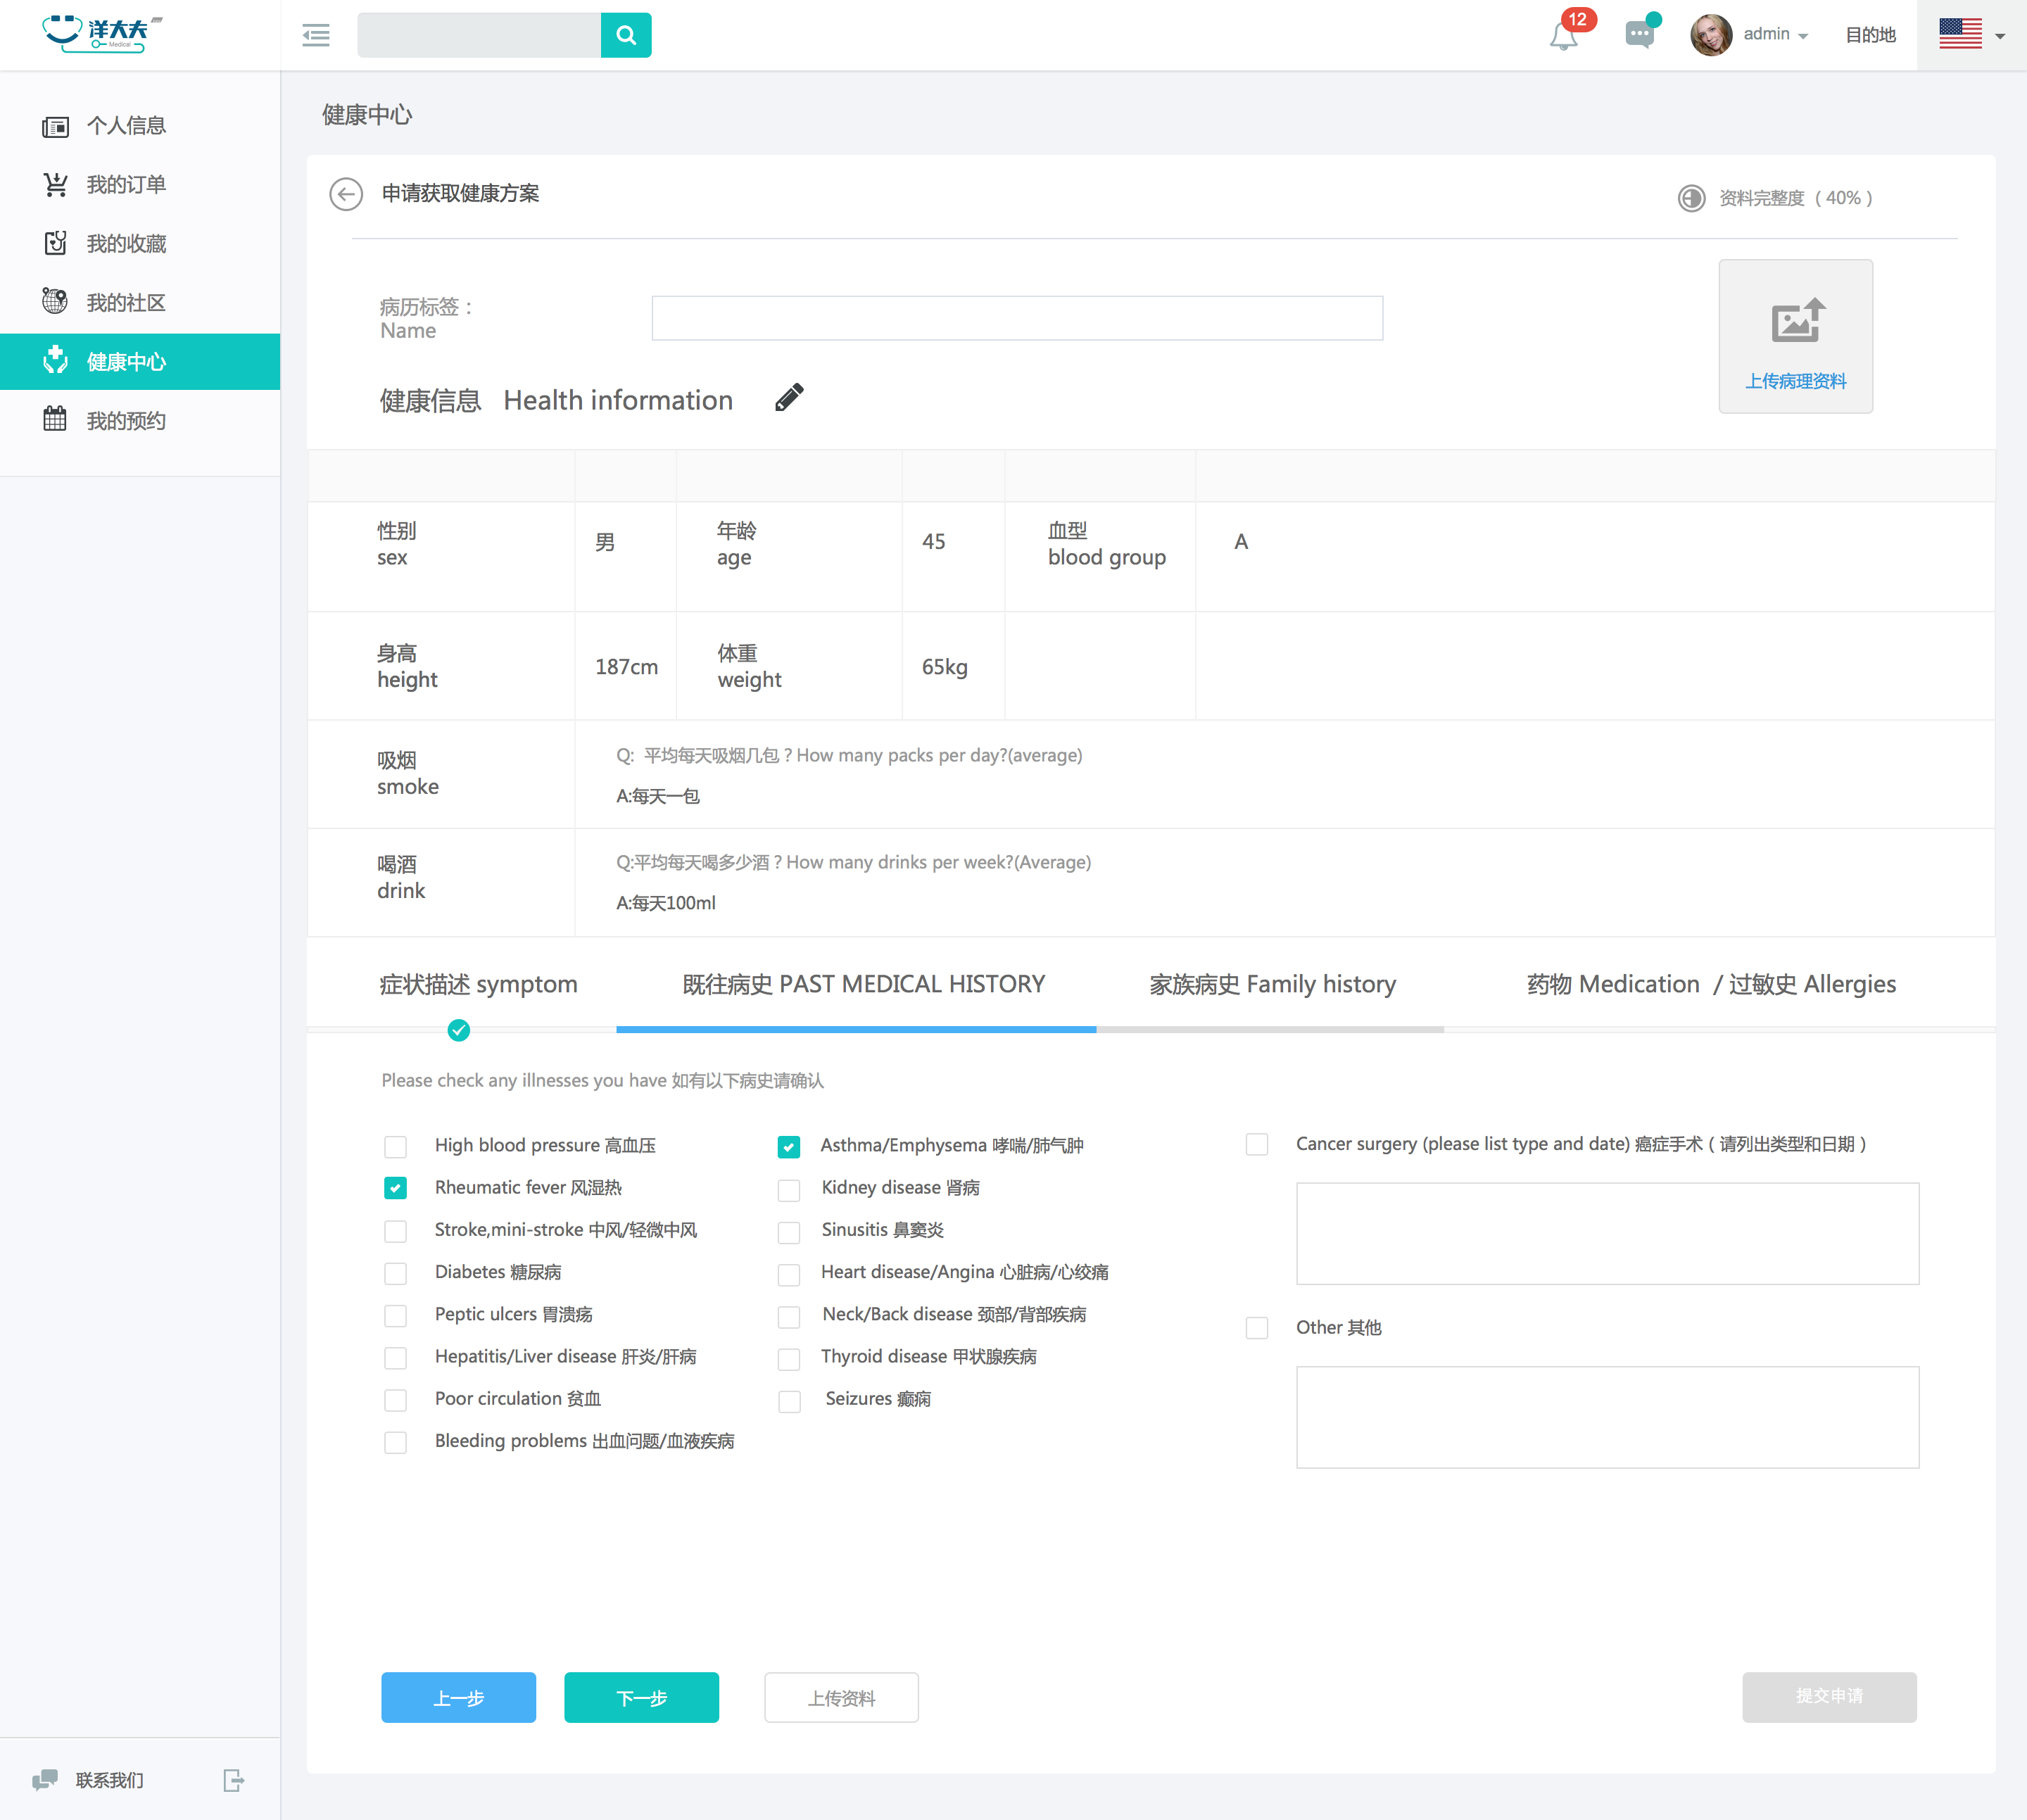 洋大夫
Medical
12
admin
目的地
个人信息
我的订单
我的收藏
我的社区
健康中心
我的预约
联系我们
健康中心
申请获取健康方案
资料完整度（40%）
病历标签：
Name
上传病理资料
健康信息 Health information
性别
sex
男
年龄
age
45
血型
blood group
A
身高
height
187cm
体重
weight
65kg
吸烟
smoke
Q: 平均每天吸烟几包？How many packs per day?(average)
A:每天一包
喝酒
drink
Q:平均每天喝多少酒？How many drinks per week?(Average)
A:每天100ml
症状描述 symptom
既往病史 PAST MEDICAL HISTORY
家族病史 Family history
药物 Medication / 过敏史 Allergies
Please check any illnesses you have 如有以下病史请确认
High blood pressure 高血压
Rheumatic fever 风湿热
Stroke,mini-stroke 中风/轻微中风
Diabetes 糖尿病
Peptic ulcers 胃溃疡
Hepatitis/Liver disease 肝炎/肝病
Poor circulation 贫血
Bleeding problems 出血问题/血液疾病
Asthma/Emphysema 哮喘/肺气肿
Kidney disease 肾病
Sinusitis 鼻窦炎
Heart disease/Angina 心脏病/心绞痛
Neck/Back disease 颈部/背部疾病
Thyroid disease 甲状腺疾病
Seizures 癫痫
Cancer surgery (please list type and date) 癌症手术（请列出类型和日期）
Other 其他
上一步
下一步
上传资料
提交申请